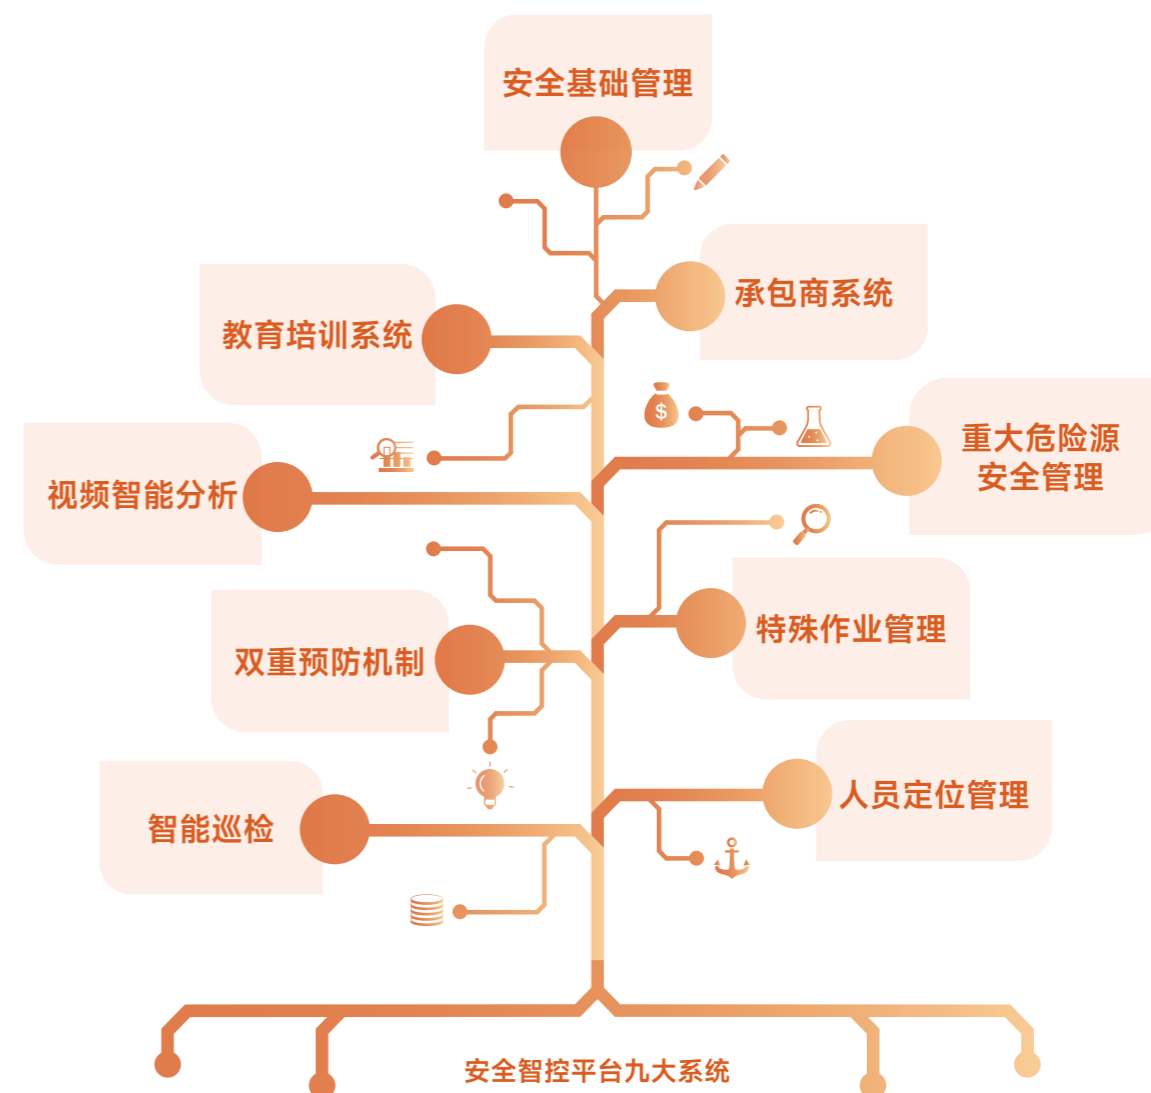 安全基础管理
承包商系统
教育培训系统
重大危险源
安全管理
视频智能分析
特殊作业管理
双重预防机制
人员定位管理
智能巡检
$
安全智控平台九大系统